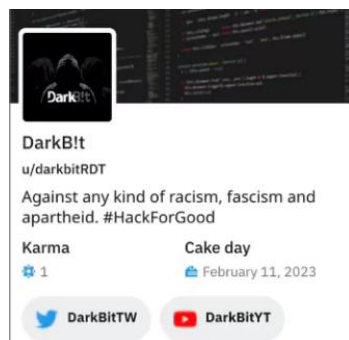 DarkB!t
DarkB!t
u/darkbitRDT
Against any kind of racism, fascism and
apartheid. #HackForGood
Karma Cake day
1 February 11, 2023
DarkBitTW DarkBitYT